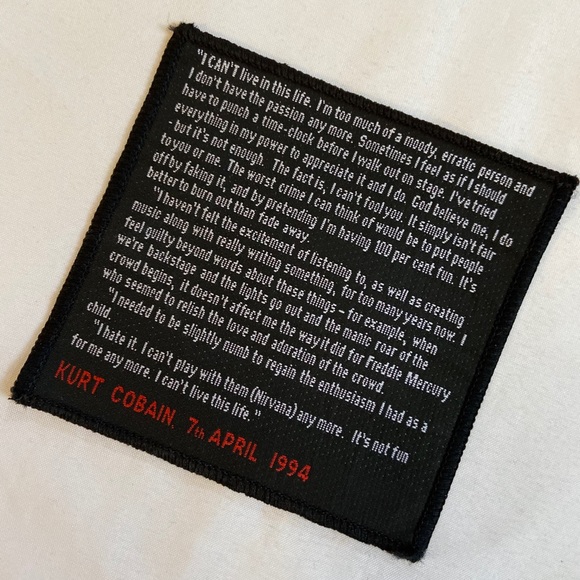 "I CAN'T live in this life. I'm too much of a moody, erratic person and
I don't have the passion any more. Sometimes I feel as if I should
have to punch a time-clock before I walk out on stage. I've tried
everything in my power to appreciate it and I do. God believe me, I do
- but it's not enough. The fact is, I can't fool you. It simply isn't fair
to you or me. The worst crime I can think of would be to put people
off by faking it, and by pretending I'm having 100 per cent fun. It's
better to burn out than fade away.
"I haven't felt the excitement of listening to, as well as creating
music along with really writing something, for too many years now. I
feel guilty beyond words about these things - for example, when
we're backstage and the lights go out and the manic roar of the
crowd begins, it doesn't affect me the way it did for Freddie Mercury
who seemed to relish the love and adoration of the crowd.
"I needed to be slightly numb to regain the enthusiasm I had as a
child.
"I hate it. I can't play with them (Nirvana) any more. It's not fun
for me any more. I can't live this life."
KURT COBAIN, 7th APRIL 1994